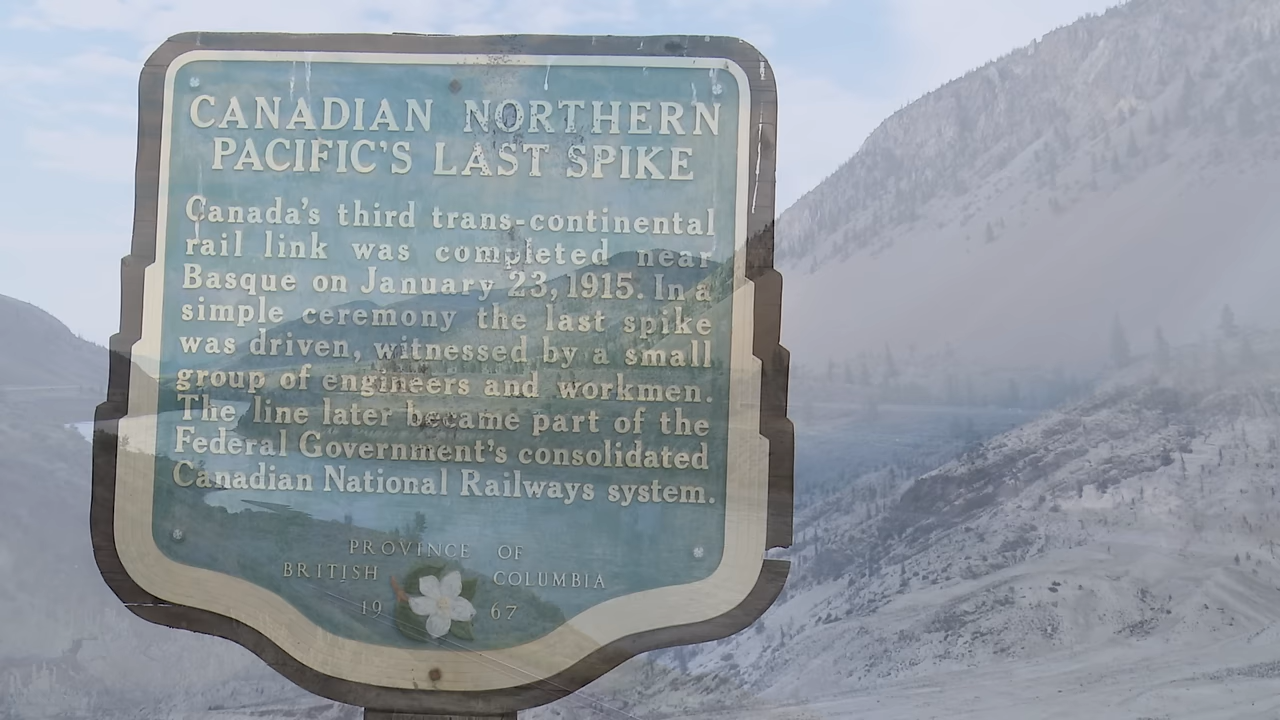 CANADIAN NORTHERN
PACIFIC'S LAST SPIKE
Canada's third trans-continental
rail link was completed near
Basque on January 23, 1915. In a
simple ceremony the last spike
was driven, witnessed by a small
group of engineers and workmen.
The line later became part of the
Federal Government's consolidated
Canadian National Railways system.
PROVINCE OF
BRITISH COLUMBIA
19 67